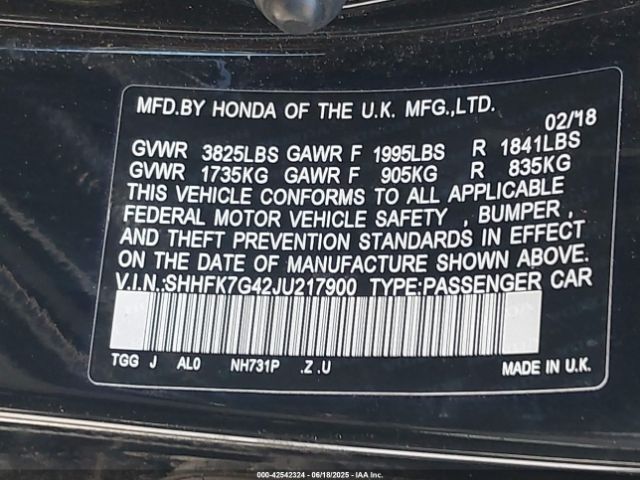 MFD.BY HONDA OF THE U.K. MFG.,LTD.
02/'18
GVWR 3825LBS GAWR F 1995LBS R 1841LBS
GVWR 1735KG GAWR F 905KG R 835KG
THIS VEHICLE CONFORMS TO ALL APPLICABLE
FEDERAL MOTOR VEHICLE SAFETY , BUMPER ,
AND THEFT PREVENTION STANDARDS IN EFFECT
ON THE DATE OF MANUFACTURE SHOWN ABOVE.
V.I.N.:SHHFK7G42JU217900 TYPE:PASSENGER CAR
TGG J AL0 NH731P .Z .U MADE IN U.K.
000-42542324 - 06/18/2025 - IAA Inc.